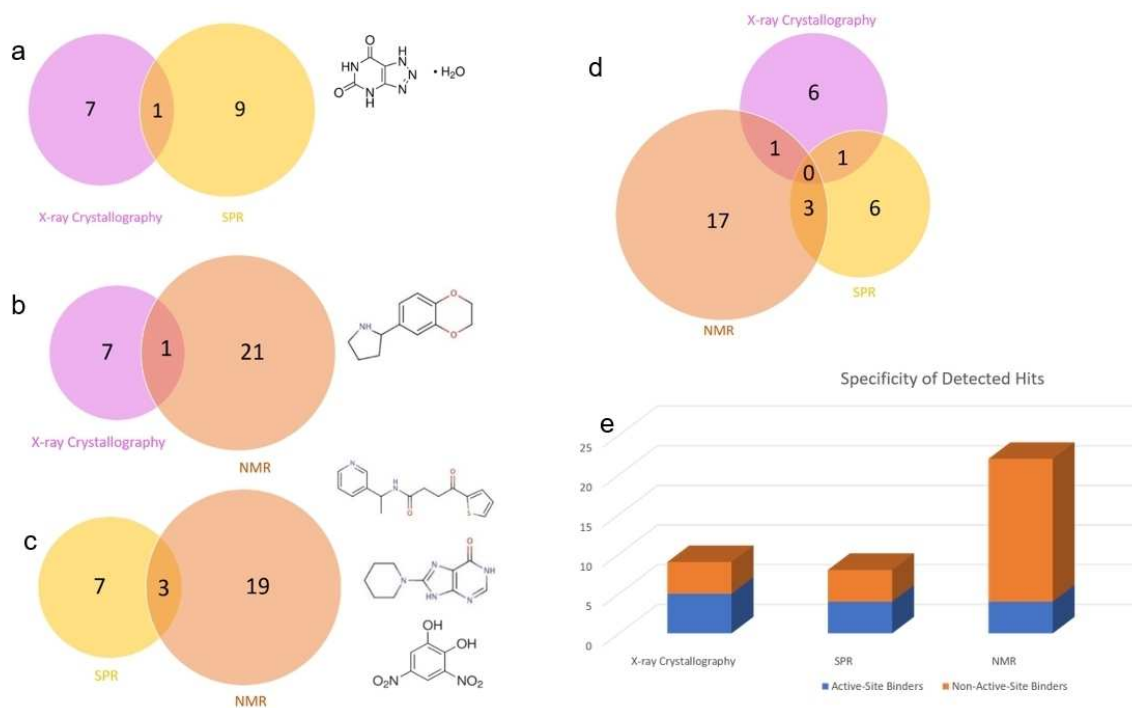 a
7
1
9
X-ray Crystallography
SPR
O
H
N
NH
N
N
O
N
H
• H₂O
b
7
1
21
X-ray Crystallography
NMR
NH
O
O
c
7
3
19
SPR
NMR
N
H
N
O
O
S
O
N
N
NH
N
HN
N
OH
OH
O₂N
NO₂
d
X-ray Crystallography
6
1
1
0
17
3
6
SPR
NMR
Specificity of Detected Hits
e
25
20
15
10
5
0
X-ray Crystallography
SPR
NMR
Active-Site Binders
Non-Active-Site Binders